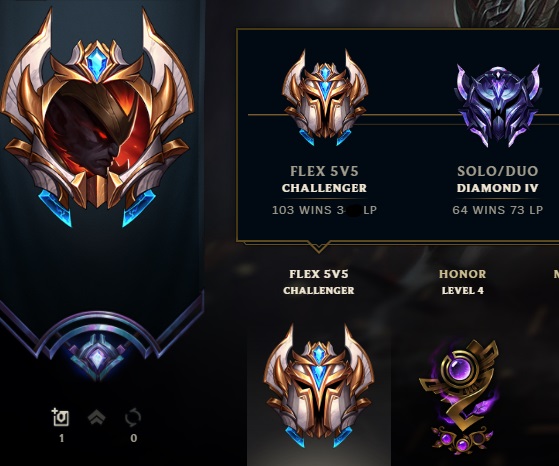 FLEX 5V5
CHALLENGER
103 WINS 3 LP
SOLO/DUO
DIAMOND IV
64 WINS 73 LP
FLEX 5V5
CHALLENGER
HONOR
LEVEL 4
1
0